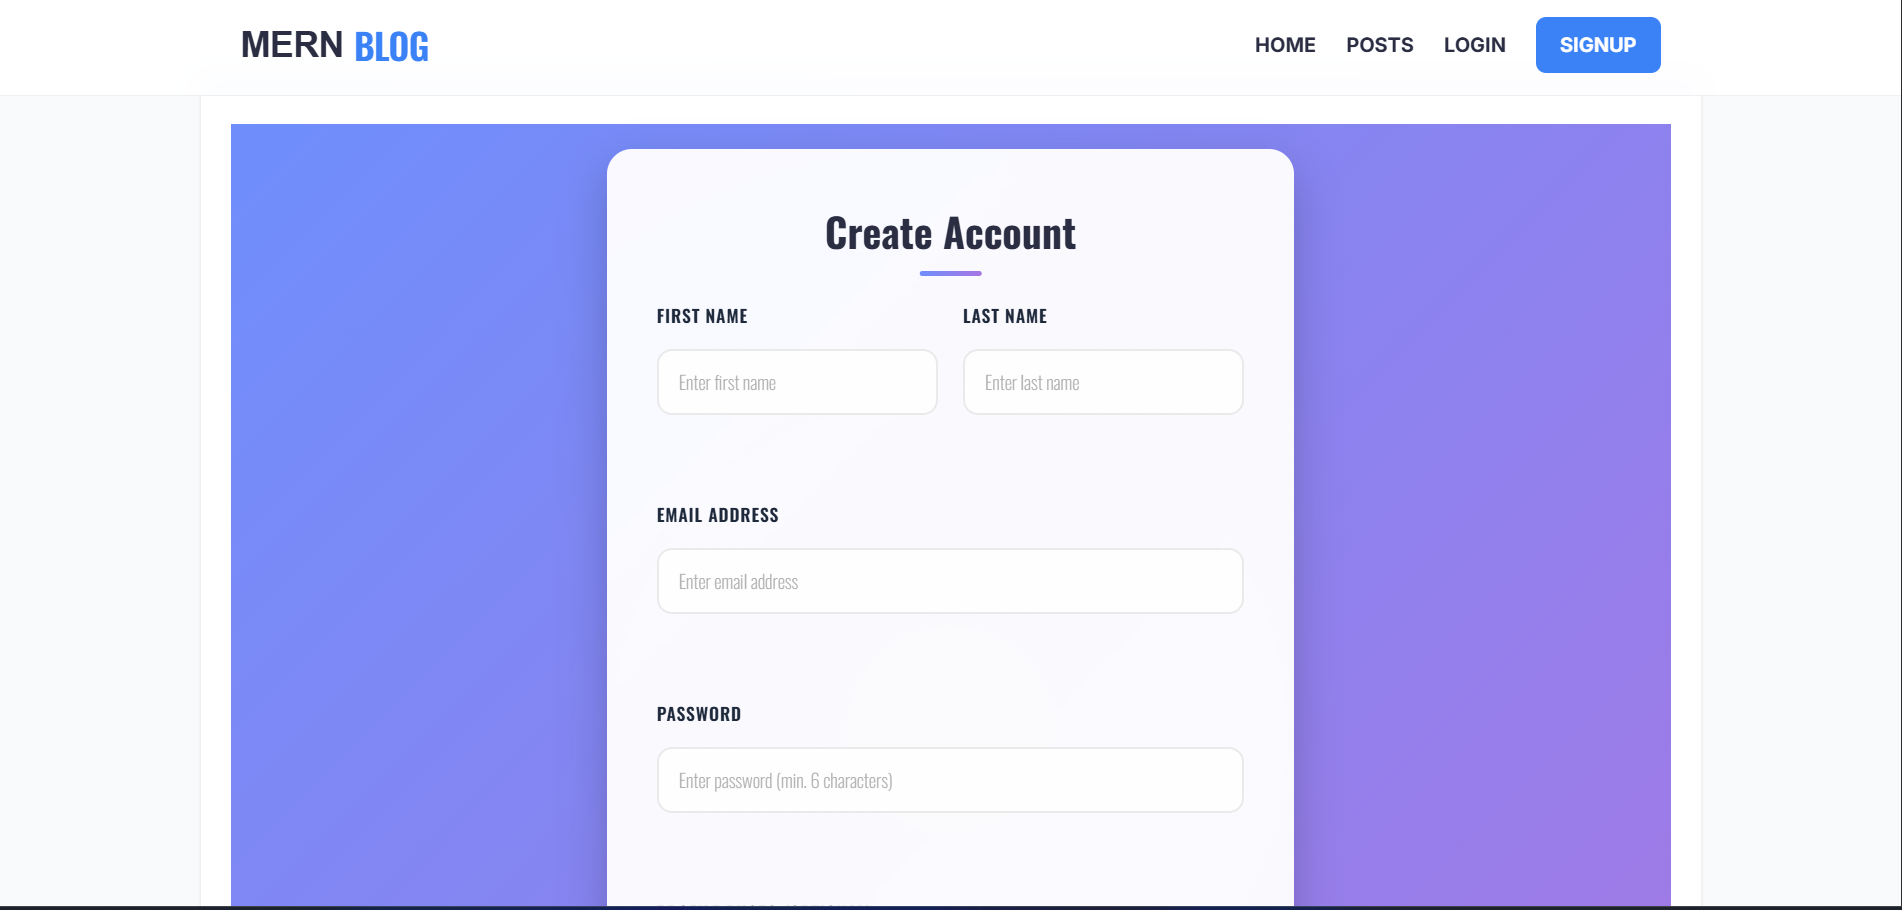 MERN BLOG
HOME POSTS LOGIN SIGNUP
Create Account
FIRST NAME LAST NAME
Enter first name Enter last name
EMAIL ADDRESS
Enter email address
PASSWORD
Enter password (min. 6 characters)